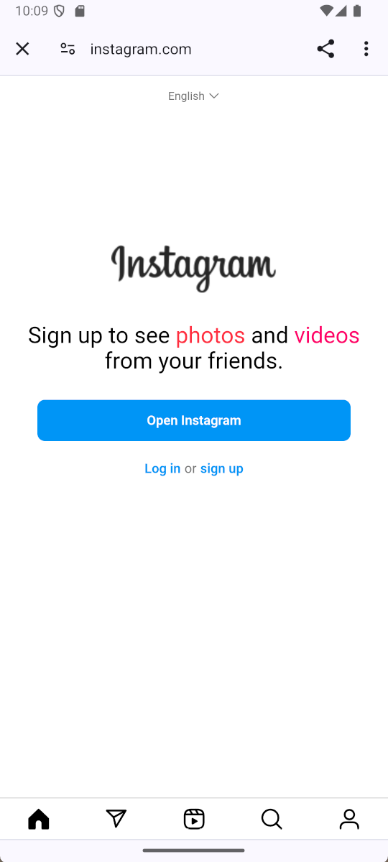 10:09
instagram.com
English
Instagram
Sign up to see photos and videos
from your friends.
Open Instagram
Log in or sign up